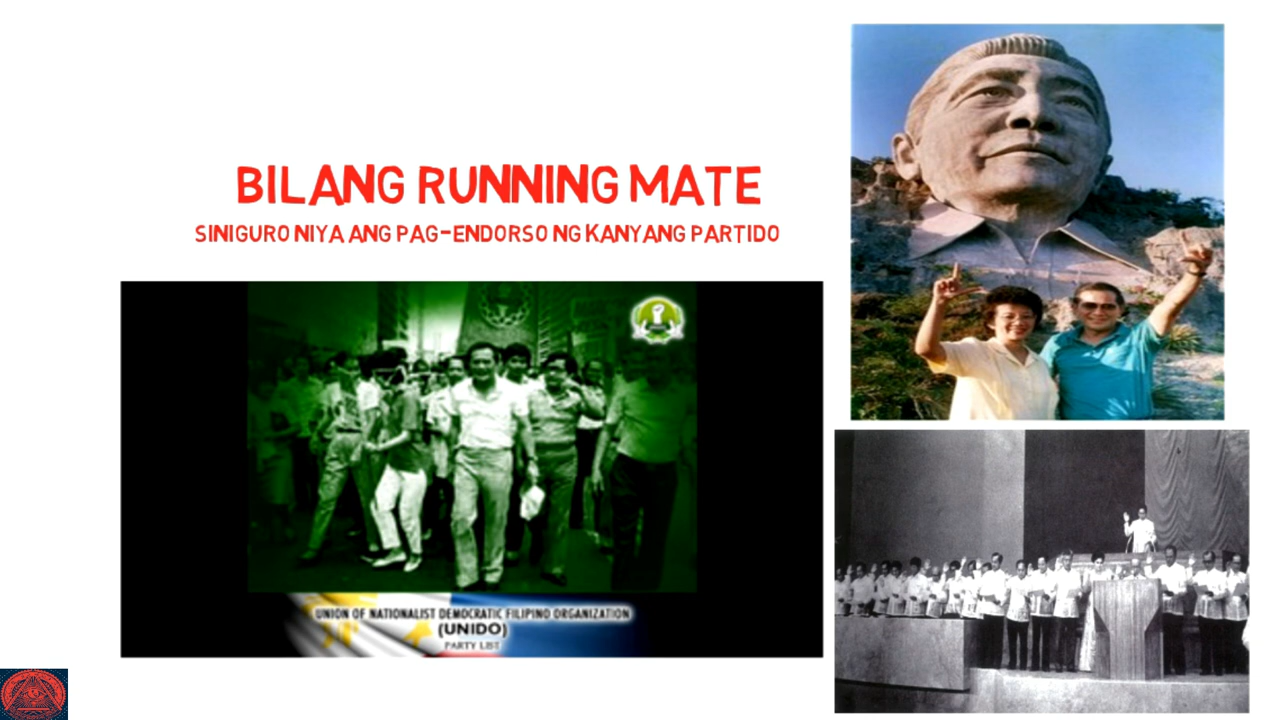 BILANG RUNNING MATE
SINIGURO NIYA ANG PAG-ENDORSO NG KANYANG PARTIDO
UNION OF NATIONALIST DEMOCRATIC FILIPINO ORGANIZATION
(UNIDO)
PARTY LIST